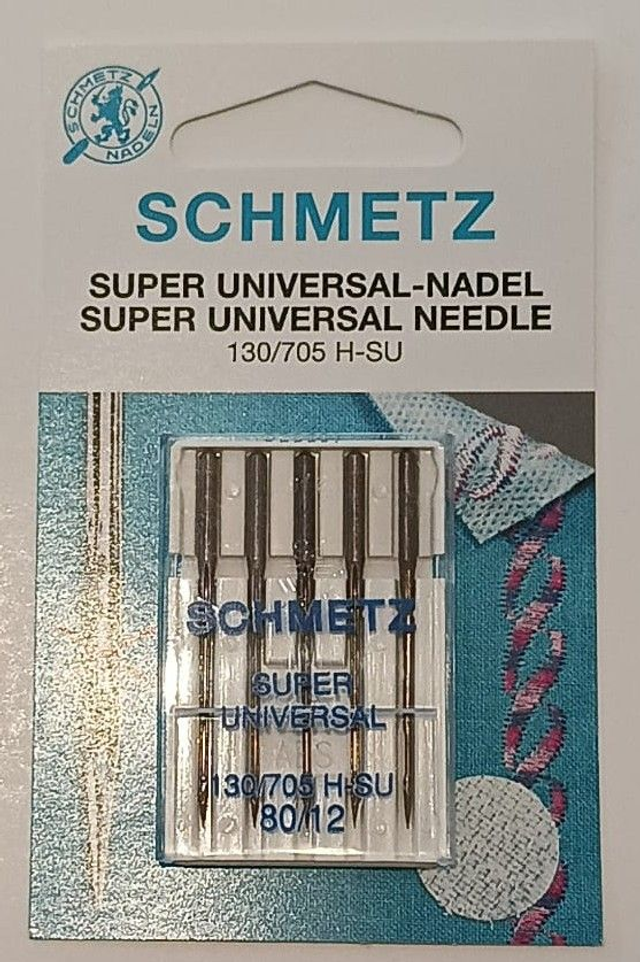 SCHMETZ
NADELN
SCHMETZ
SUPER UNIVERSAL-NADEL
SUPER UNIVERSAL NEEDLE
130/705 H-SU
SCHMETZ
SUPER
UNIVERSAL
130/705 H-SU
80/12